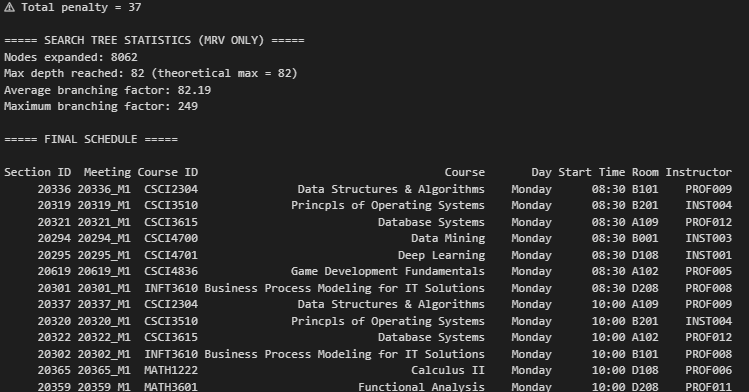 ⚠ Total penalty = 37
===== SEARCH TREE STATISTICS (MRV ONLY) =====
Nodes expanded: 8062
Max depth reached: 82 (theoretical max = 82)
Average branching factor: 82.19
Maximum branching factor: 249
===== FINAL SCHEDULE =====
Section ID Meeting Course ID Course Day Start Time Room Instructor
20336 20336_M1 CSCI2304 Data Structures & Algorithms Monday 08:30 B101 PROF009
20319 20319_M1 CSCI3510 Princpls of Operating Systems Monday 08:30 B201 INST004
20321 20321_M1 CSCI3615 Database Systems Monday 08:30 A109 PROF012
20294 20294_M1 CSCI4700 Data Mining Monday 08:30 B001 INST003
20295 20295_M1 CSCI4701 Deep Learning Monday 08:30 D108 INST001
20619 20619_M1 CSCI4836 Game Development Fundamentals Monday 08:30 A102 PROF005
20301 20301_M1 INFT3610 Business Process Modeling for IT Solutions Monday 08:30 D208 PROF008
20337 20337_M1 CSCI2304 Data Structures & Algorithms Monday 10:00 A109 PROF009
20320 20320_M1 CSCI3510 Princpls of Operating Systems Monday 10:00 B201 INST004
20322 20322_M1 CSCI3615 Database Systems Monday 10:00 A102 PROF012
20302 20302_M1 INFT3610 Business Process Modeling for IT Solutions Monday 10:00 B101 PROF008
20365 20365_M1 MATH1222 Calculus II Monday 10:00 D108 PROF006
20359 20359_M1 MATH3601 Functional Analysis Monday 10:00 D208 PROF011